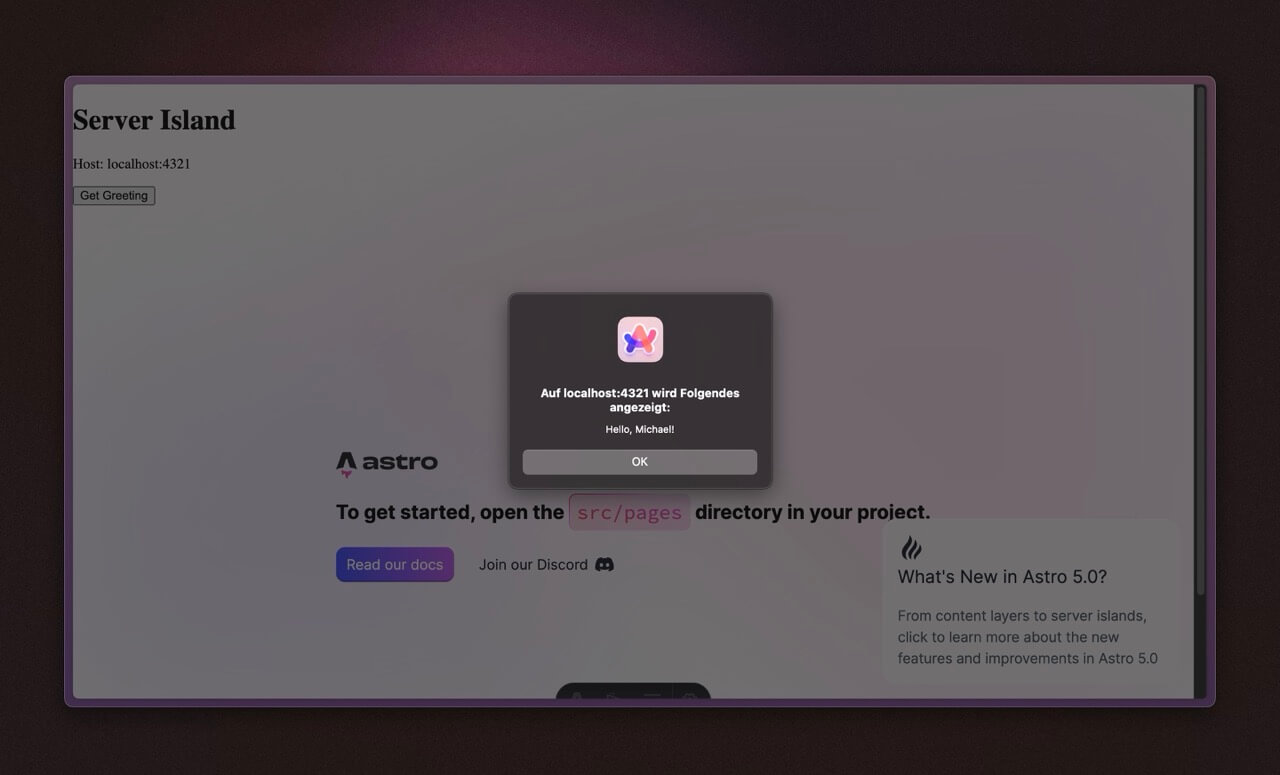 Server Island
Host: localhost:4321
Get Greeting
Auf localhost:4321 wird Folgendes
angezeigt:
Hello, Michael!
OK
astro
To get started, open the src/pages directory in your project.
Read our docs
Join our Discord
What's New in Astro 5.0?
From content layers to server islands,
click to learn more about the new
features and improvements in Astro 5.0